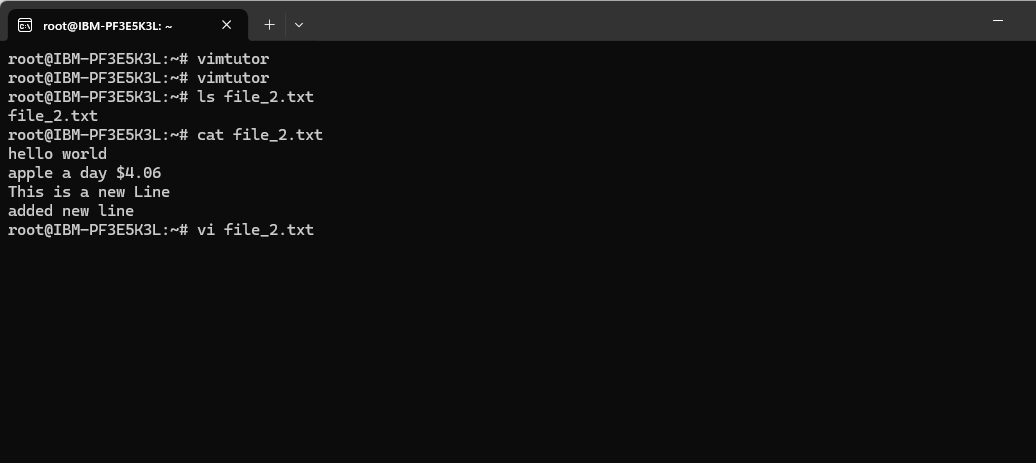 root@IBM-PF3E5K3L: ~
root@IBM-PF3E5K3L:~# vimtutor
root@IBM-PF3E5K3L:~# vimtutor
root@IBM-PF3E5K3L:~# ls file_2.txt
file_2.txt
root@IBM-PF3E5K3L:~# cat file_2.txt
hello world
apple a day $4.06
This is a new Line
added new line
root@IBM-PF3E5K3L:~# vi file_2.txt